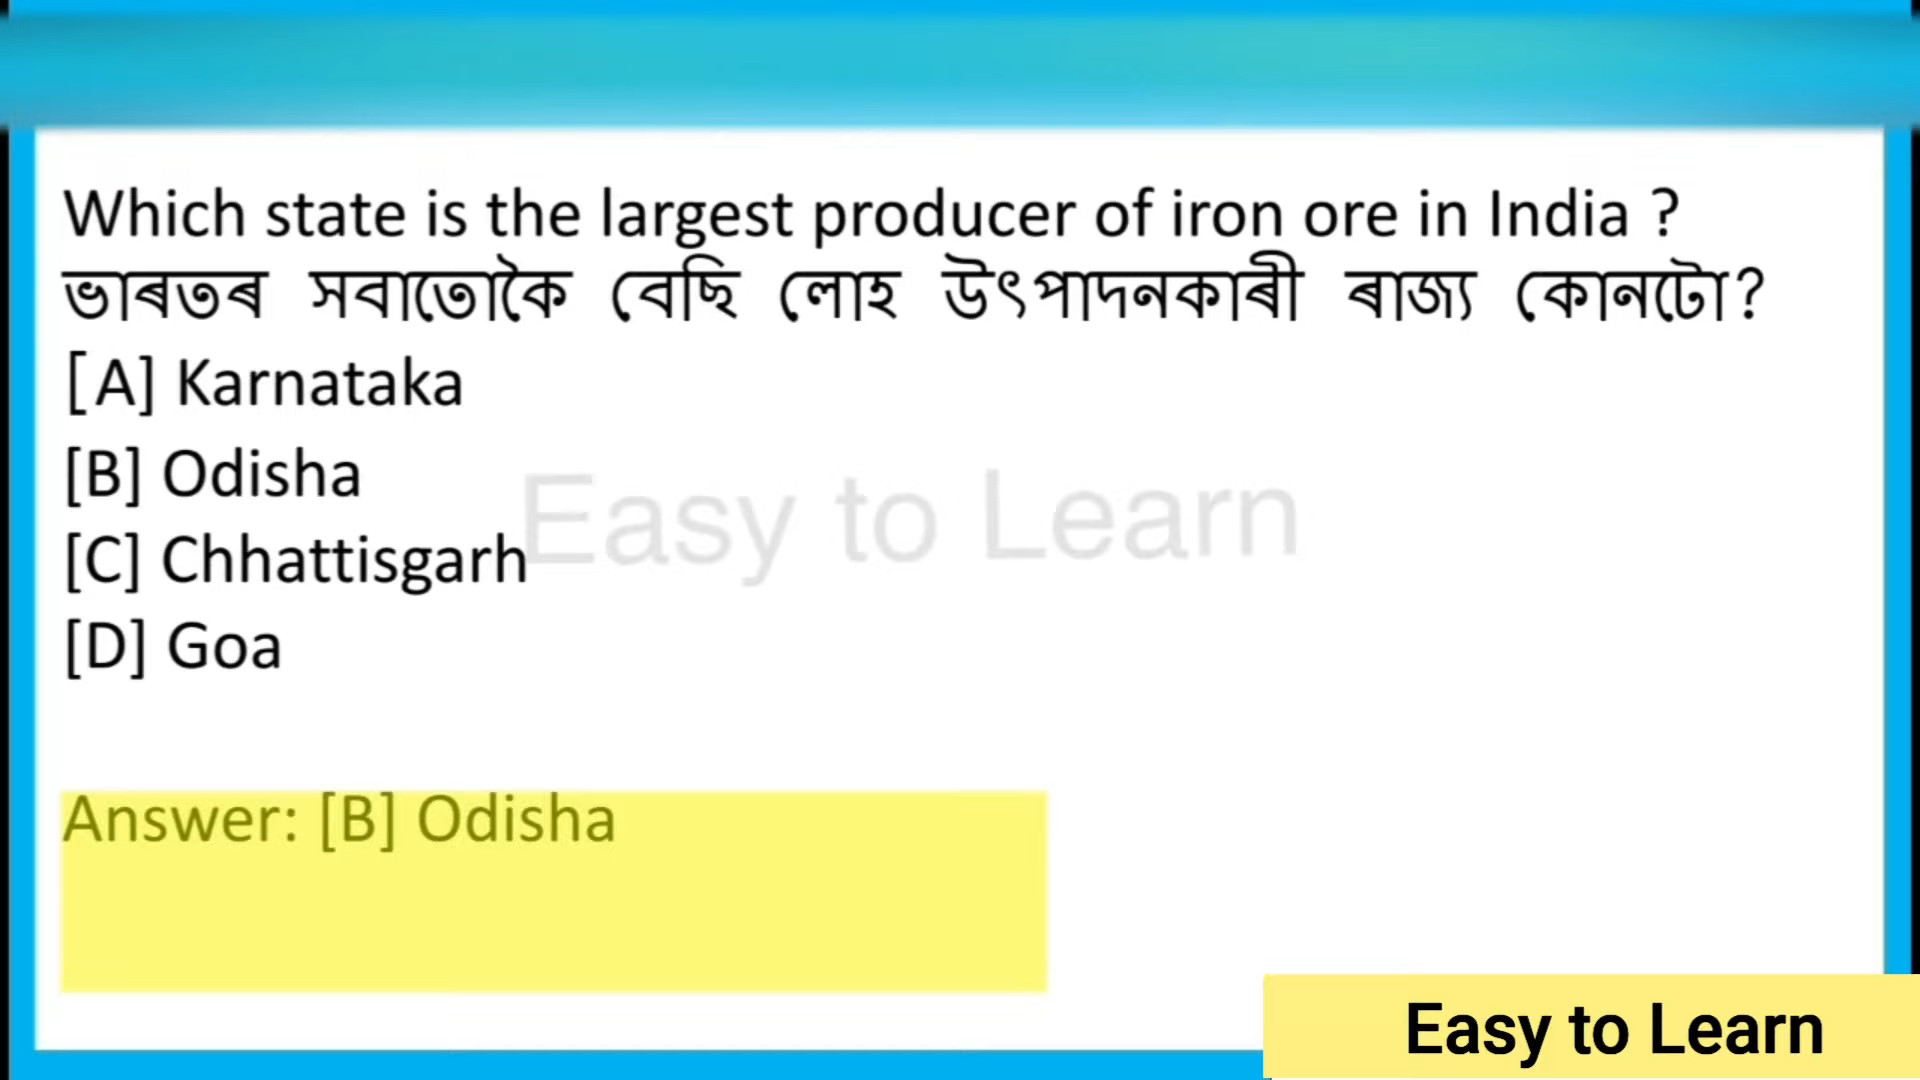 Which state is the largest producer of iron ore in India ?
ভাৰতৰ সবাতোকৈ বেছি লোহ উৎপাদনকাৰী ৰাজ্য কোনটো?
[A] Karnataka
[B] Odisha
[C] Chhattisgarh
[D] Goa
Easy to Learn
Answer: [B] Odisha
Easy to Learn